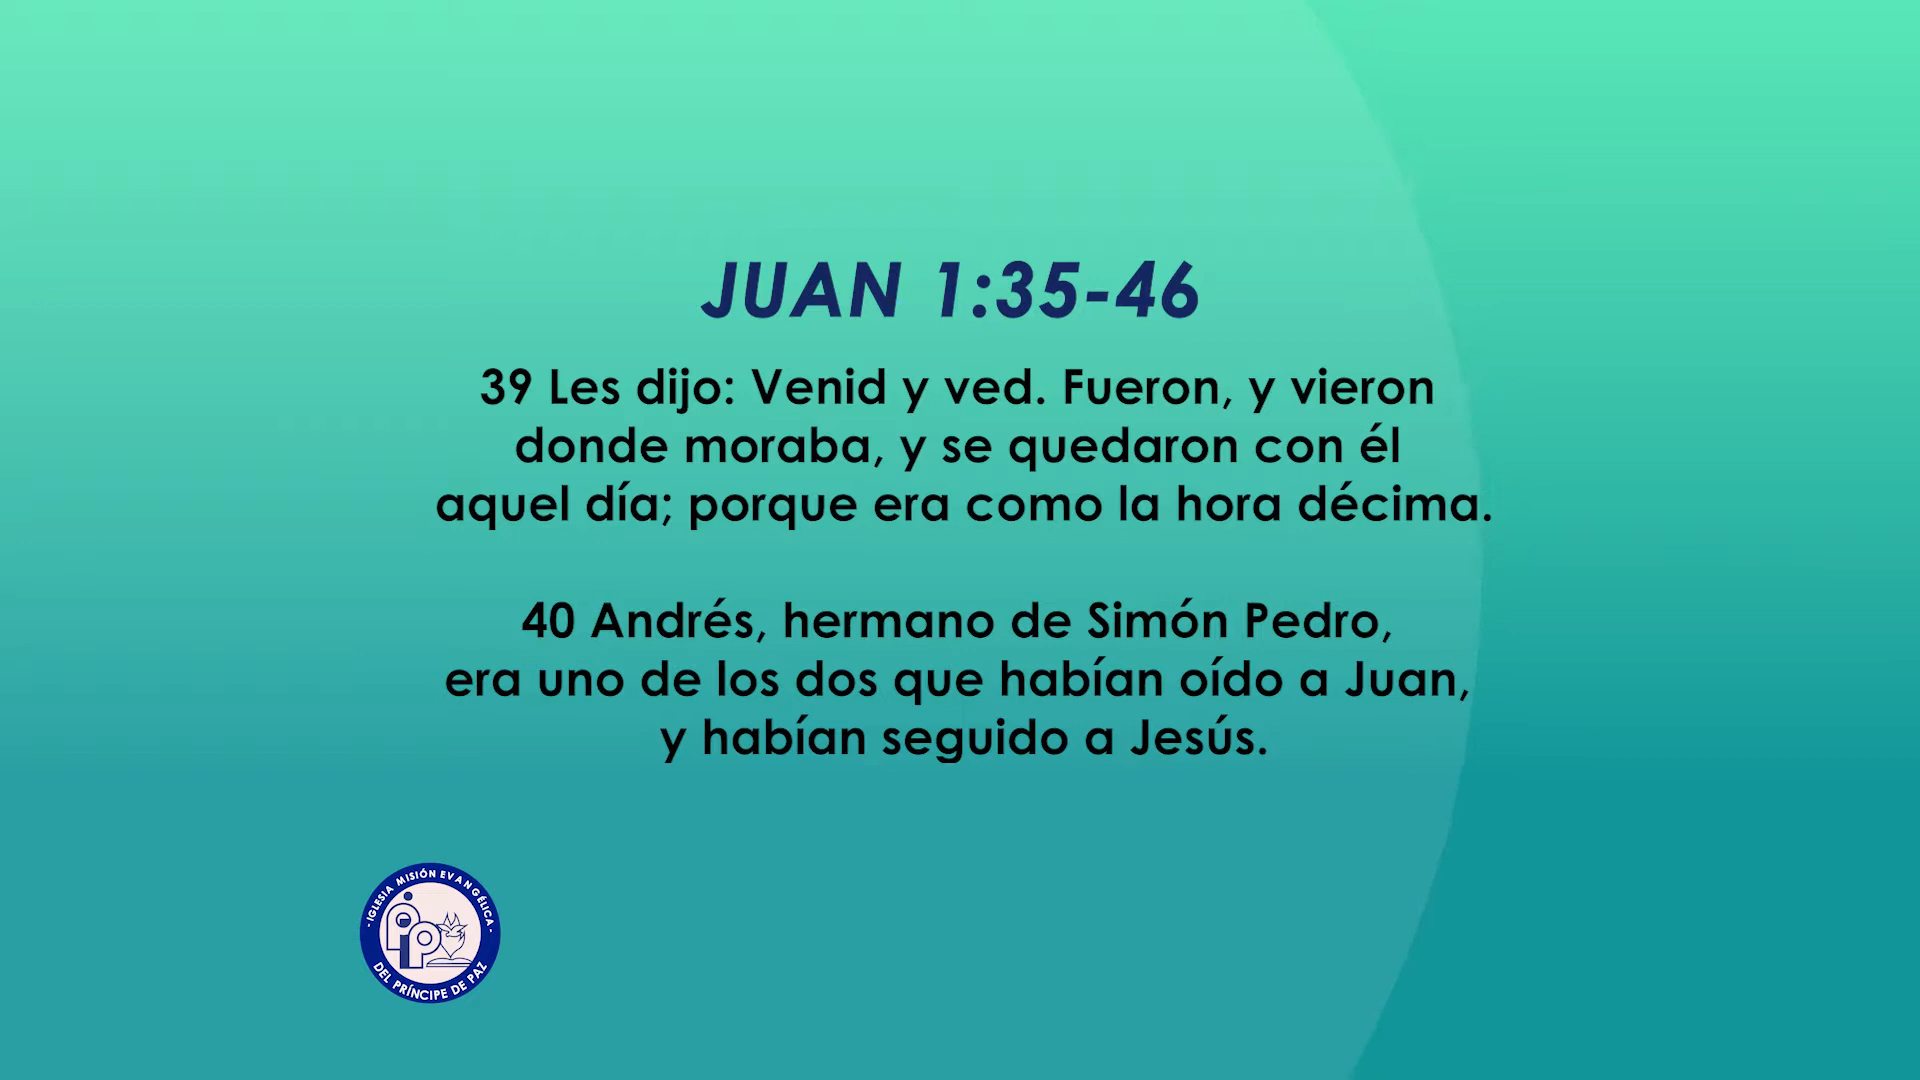 JUAN 1:35-46
39 Les dijo: Venid y ved. Fueron, y vieron
donde moraba, y se quedaron con él
aquel día; porque era como la hora décima.
40 Andrés, hermano de Simón Pedro,
era uno de los dos que habían oído a Juan,
y habían seguido a Jesús.
- IGLESIA MISIÓN EVANGÉLICA -
DEL PRÍNCIPE DE PAZ